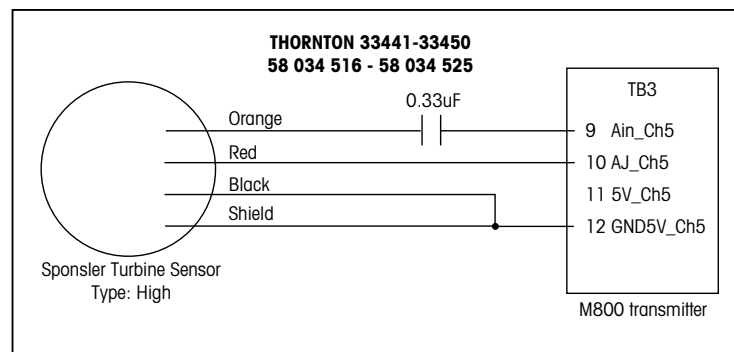 THORNTON 33441-33450
58 034 516 - 58 034 525
0.33uF
TB3
Orange
9 Ain_Ch5
Red
10 AJ_Ch5
Black
11 5V_Ch5
Shield
12 GND5V_Ch5
Sponsler Turbine Sensor
Type: High
M800 transmitter